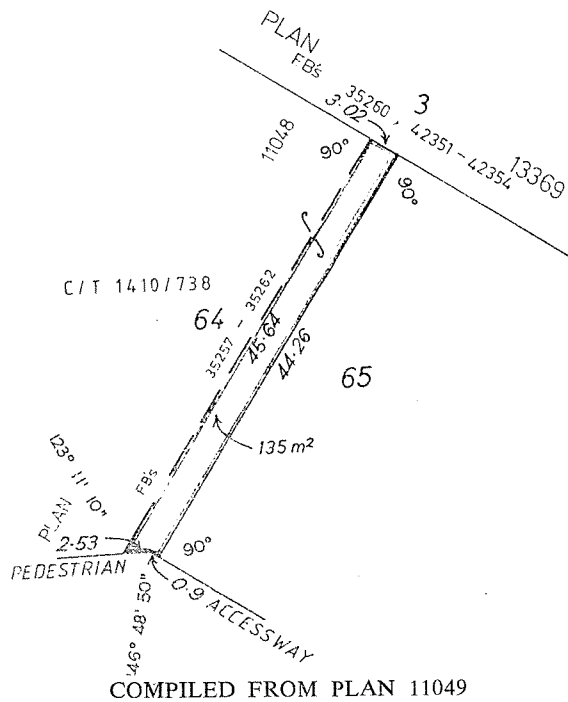 PLAN
FB's
35260, 42351 - 42354
3
3·02
13369
11048
90°
90°
C/T 1410/738
64
35257 - 35262
45·64
44·26
65
135 m²
FB's
123° 11' 10"
PLAN
2·53
90°
PEDESTRIAN
0·9 ACCESSWAY
146° 48' 50"
COMPILED FROM PLAN 11049